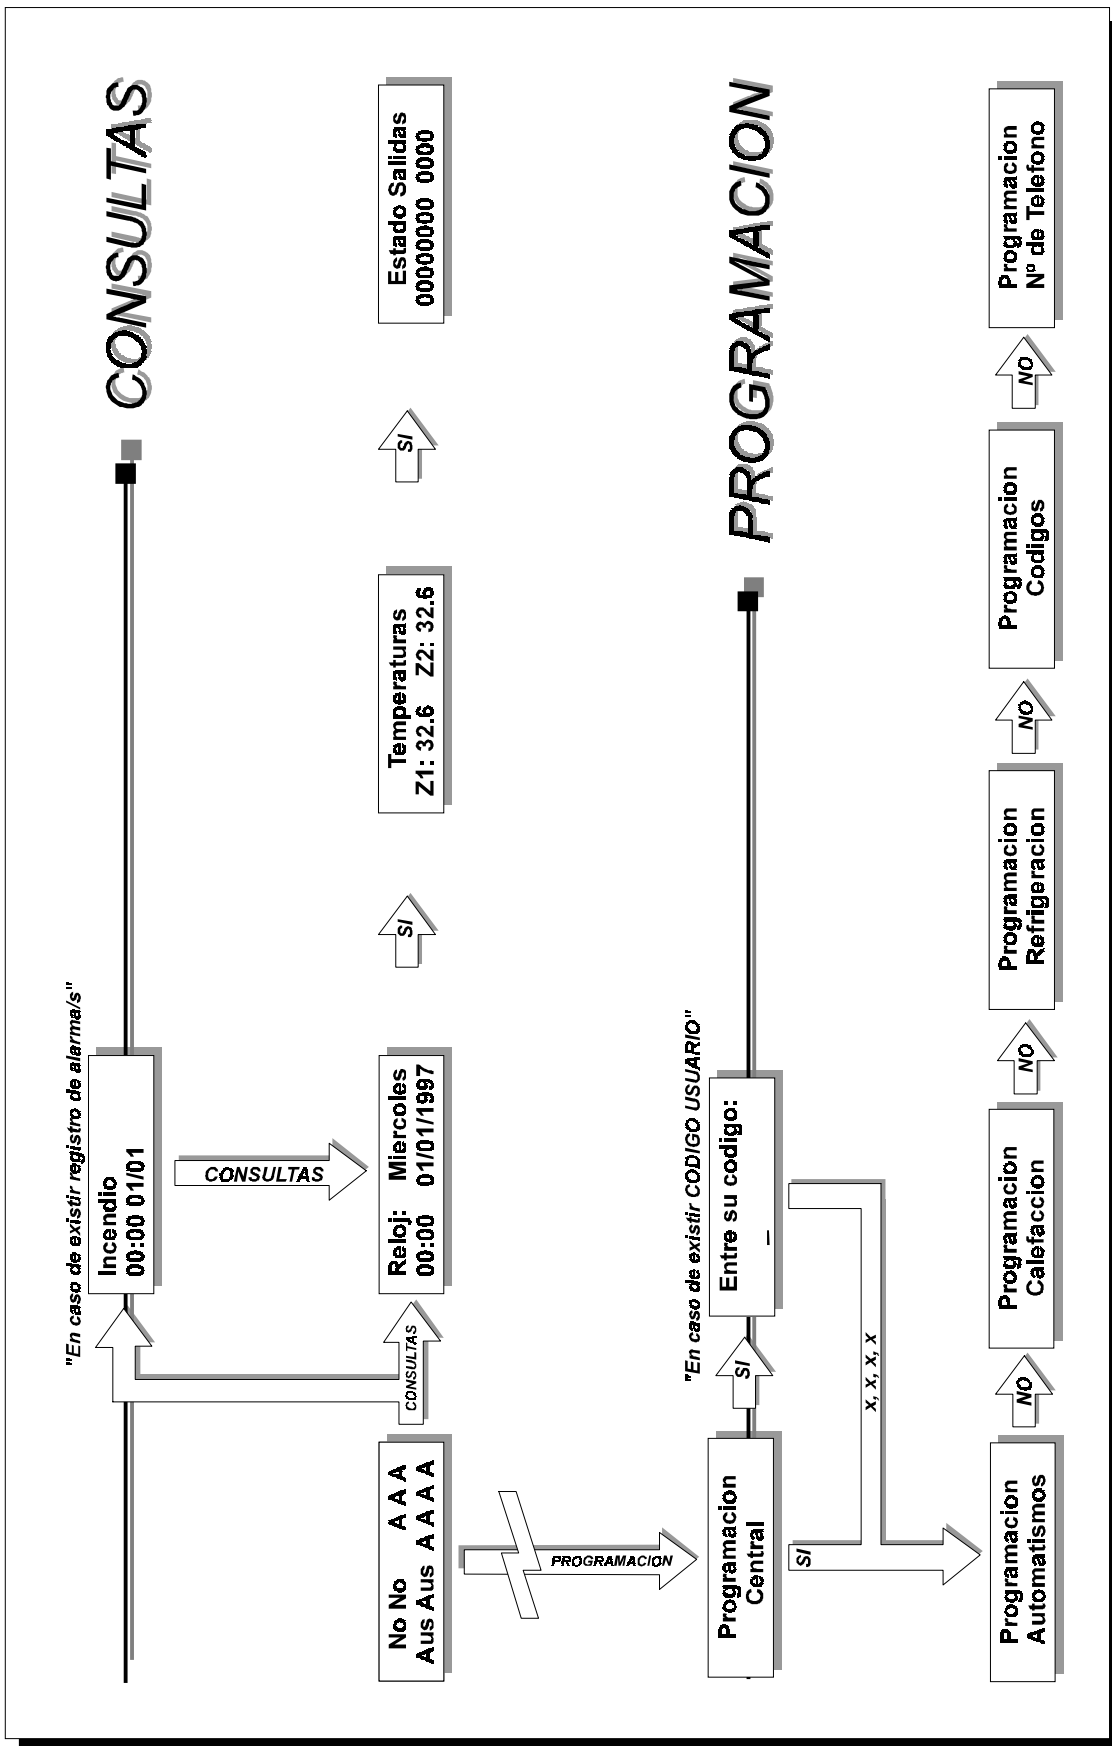 CONSULTAS
"En caso de existir registro de alarma/s"
Incendio
00:00 01/01
CONSULTAS
CONSULTAS
No No A A A
Aus Aus A A A A
Reloj: Miercoles
00:00 01/01/1997
SI
Temperaturas
Z1: 32.6 Z2: 32.6
SI
Estado Salidas
00000000 0000
PROGRAMACION
PROGRAMACION
"En caso de existir CODIGO USUARIO"
Programacion
Central
SI
Entre su codigo:
_
SI
x, x, x, x
Programacion
Automatismos
NO
Programacion
Calefaccion
NO
Programacion
Refrigeracion
NO
Programacion
Codigos
NO
Programacion
Nº de Telefono